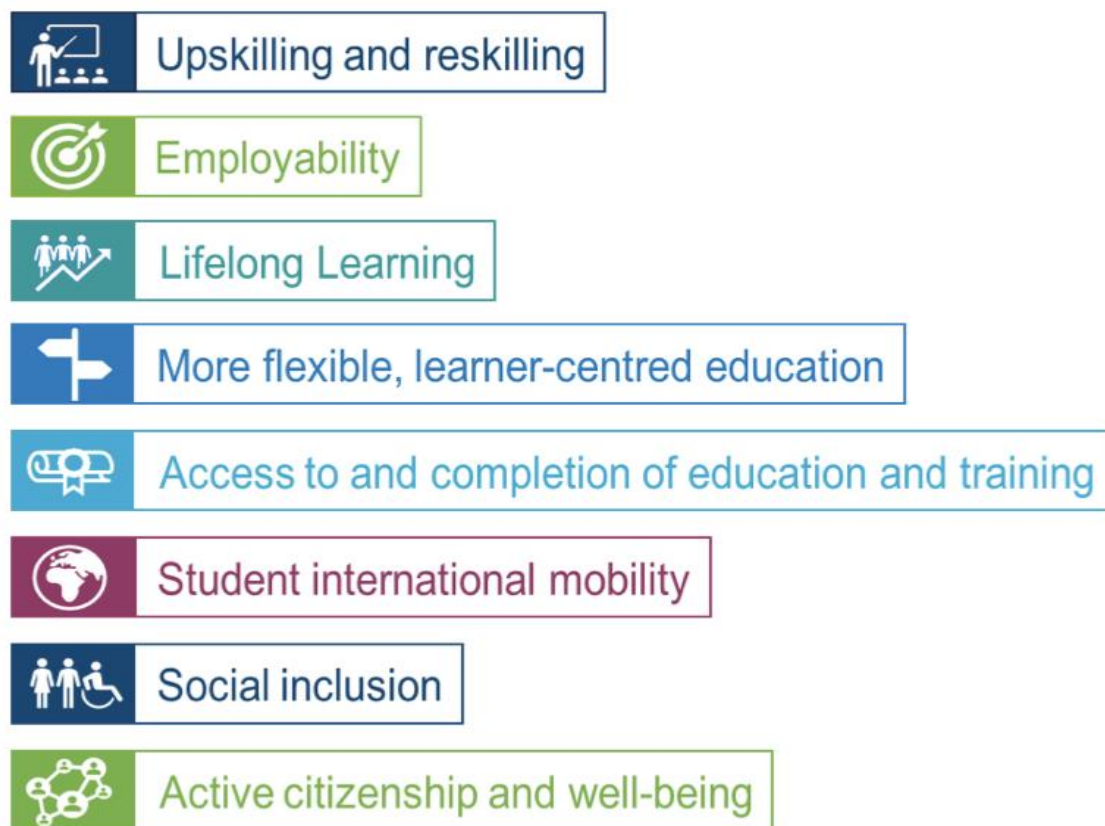 Upskilling and reskilling
Employability
Lifelong Learning
More flexible, learner-centred education
Access to and completion of education and training
Student international mobility
Social inclusion
Active citizenship and well-being